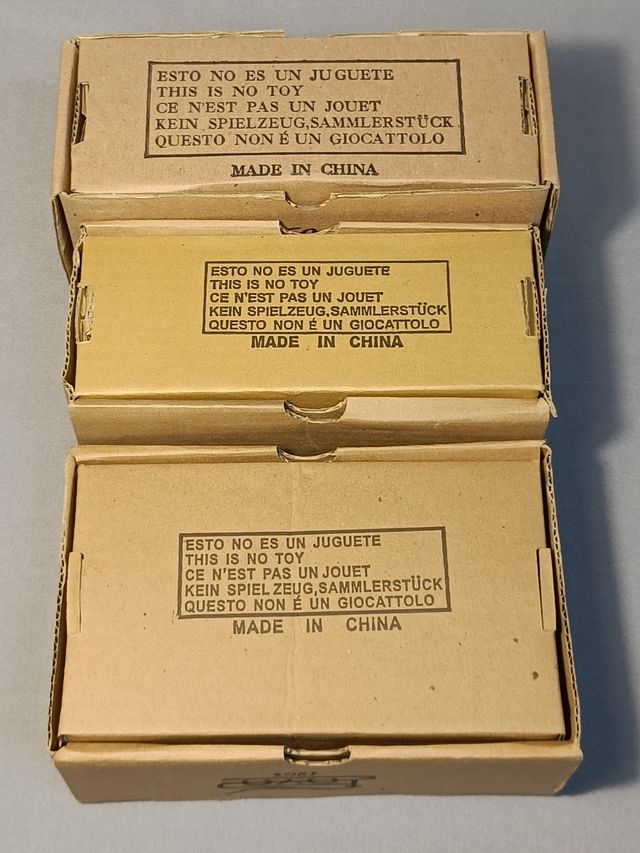 ESTO NO ES UN JUGUETE
THIS IS NO TOY
CE N'EST PAS UN JOUET
KEIN SPIELZEUG,SAMMLERSTÜCK
QUESTO NON É UN GIOCATTOLO
MADE IN CHINA
ESTO NO ES UN JUGUETE
THIS IS NO TOY
CE N'EST PAS UN JOUET
KEIN SPIELZEUG,SAMMLERSTÜCK
QUESTO NON É UN GIOCATTOLO
MADE IN CHINA
ESTO NO ES UN JUGUETE
THIS IS NO TOY
CE N'EST PAS UN JOUET
KEIN SPIELZEUG,SAMMLERSTÜCK
QUESTO NON É UN GIOCATTOLO
MADE IN CHINA